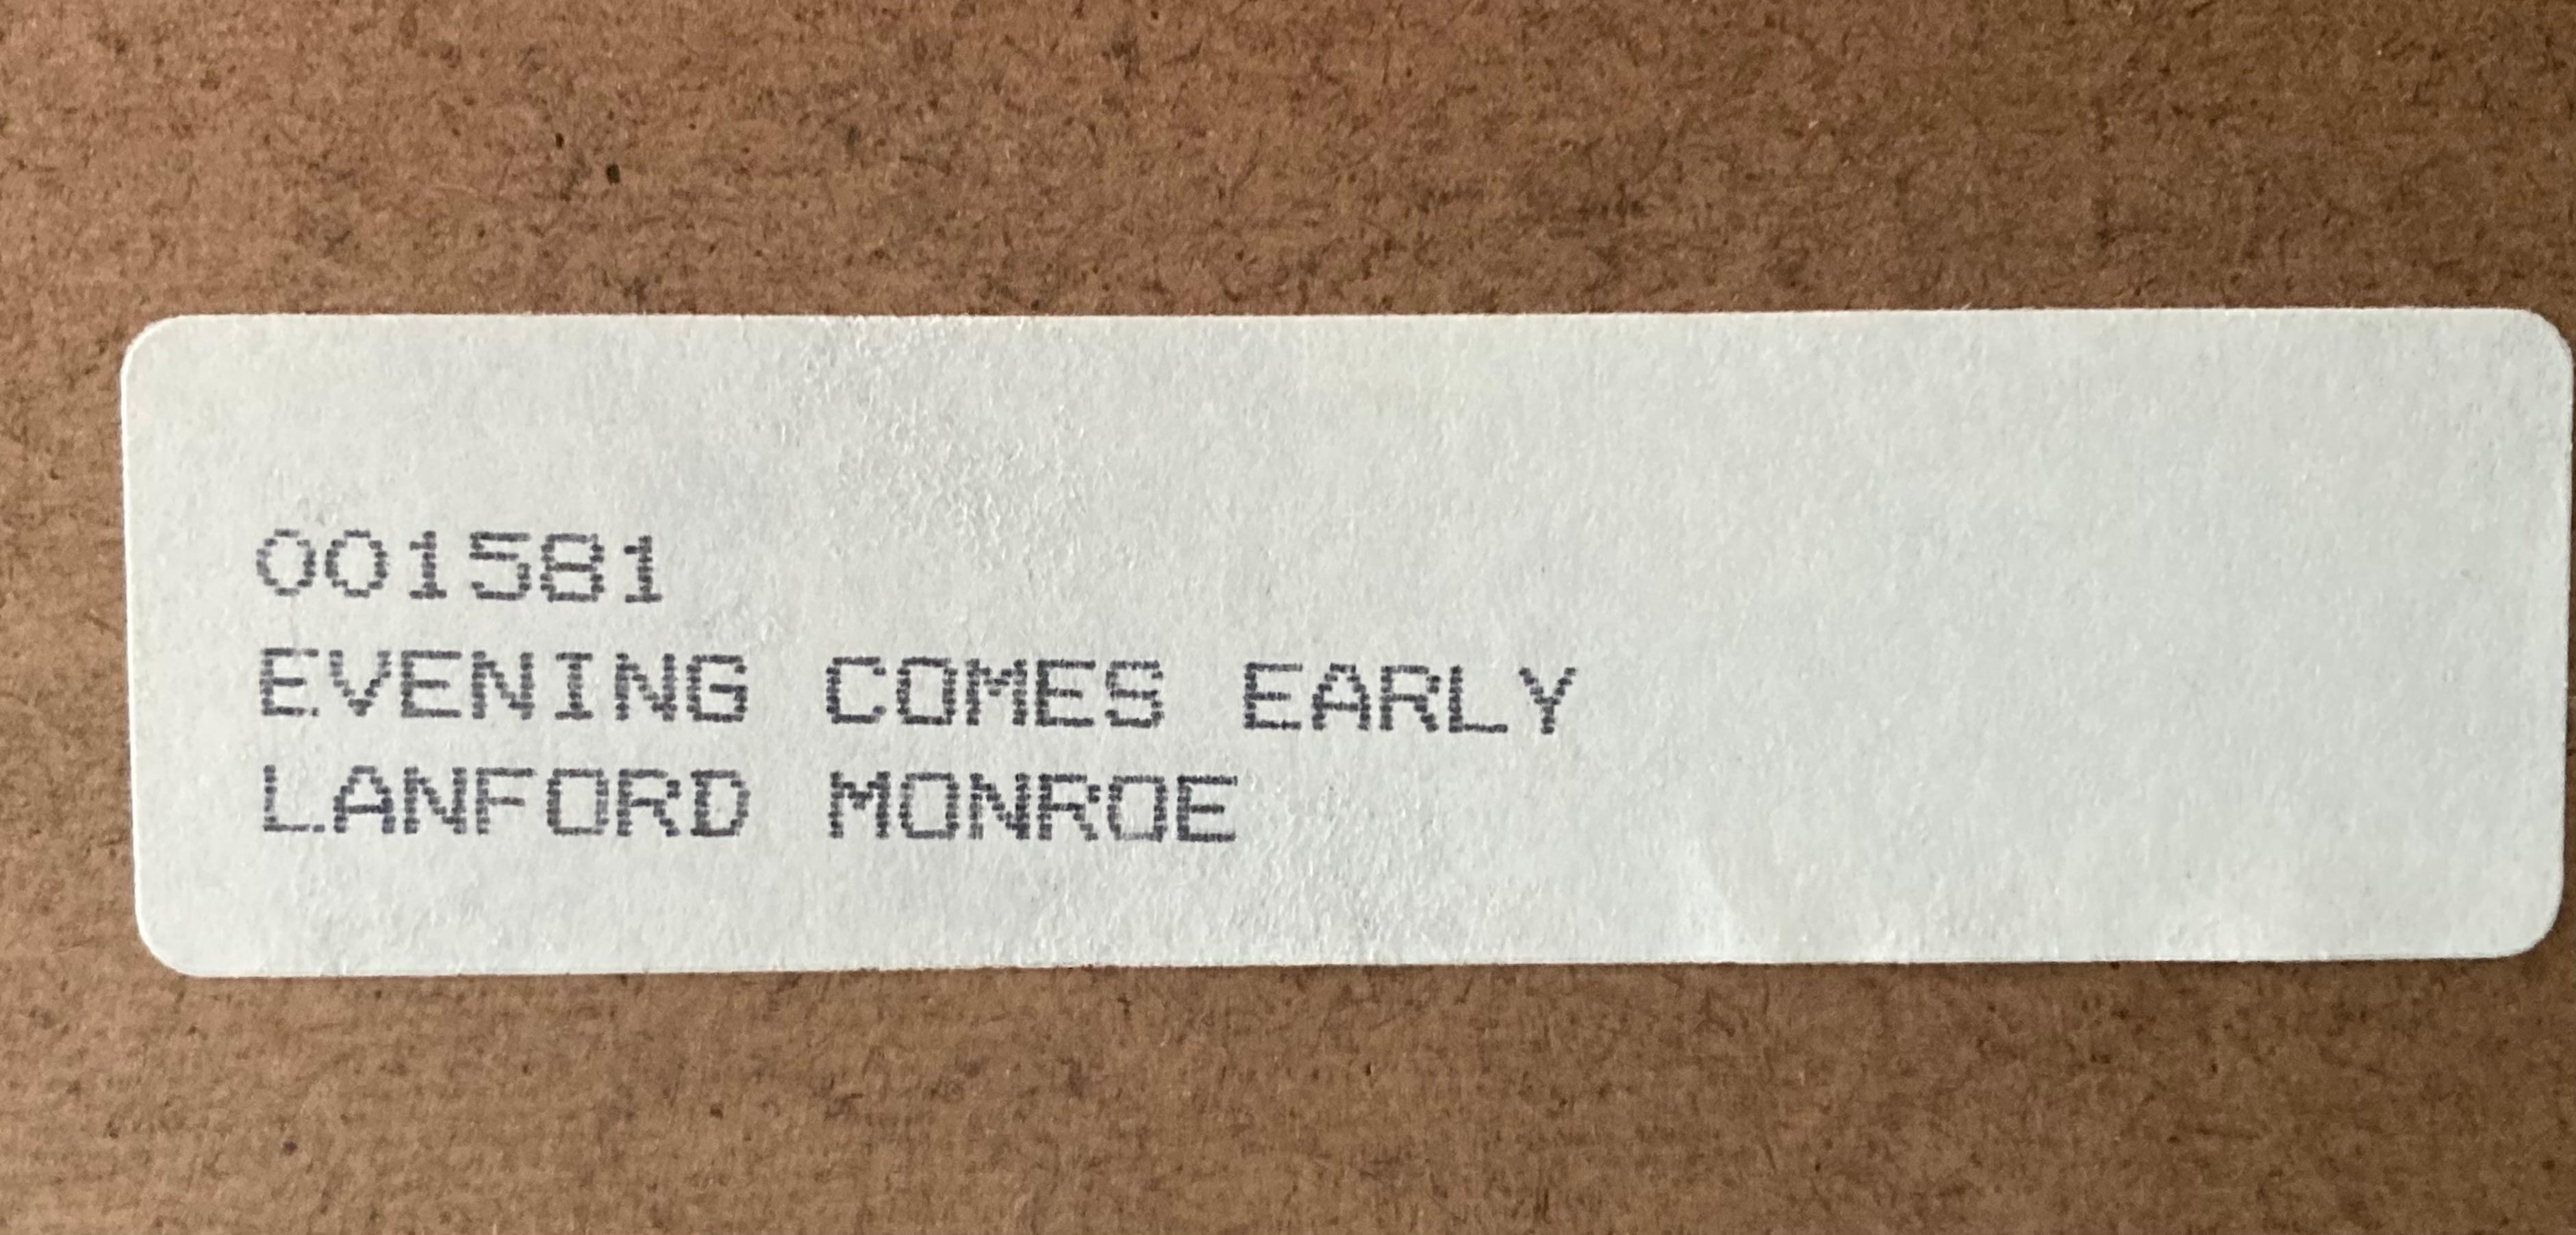 001581
EVENING COMES EARLY
LANFORD MONROE